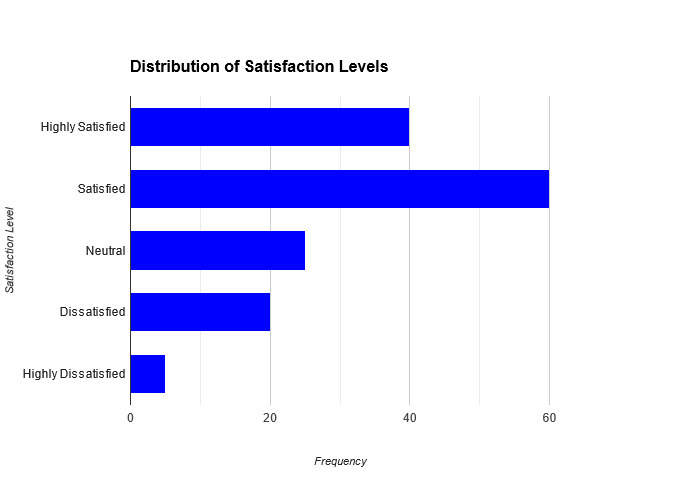 Distribution of Satisfaction Levels
Highly Satisfied
Satisfied
Neutral
Dissatisfied
Highly Dissatisfied
Satisfaction Level
0 20 40 60
Frequency